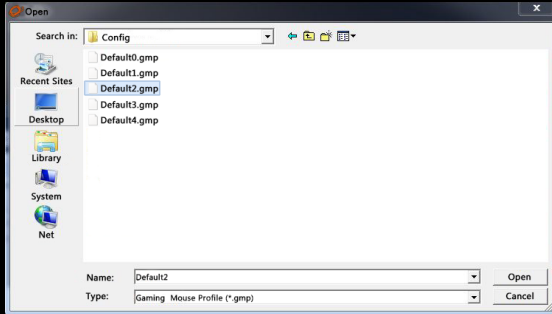 Open
x
Search in: Config
Default0.gmp
Default1.gmp
Default2.gmp
Default3.gmp
Default4.gmp
Recent Sites
Desktop
Library
System
Net
Name: Default2 Open
Type: Gaming Mouse Profile (*.gmp) Cancel